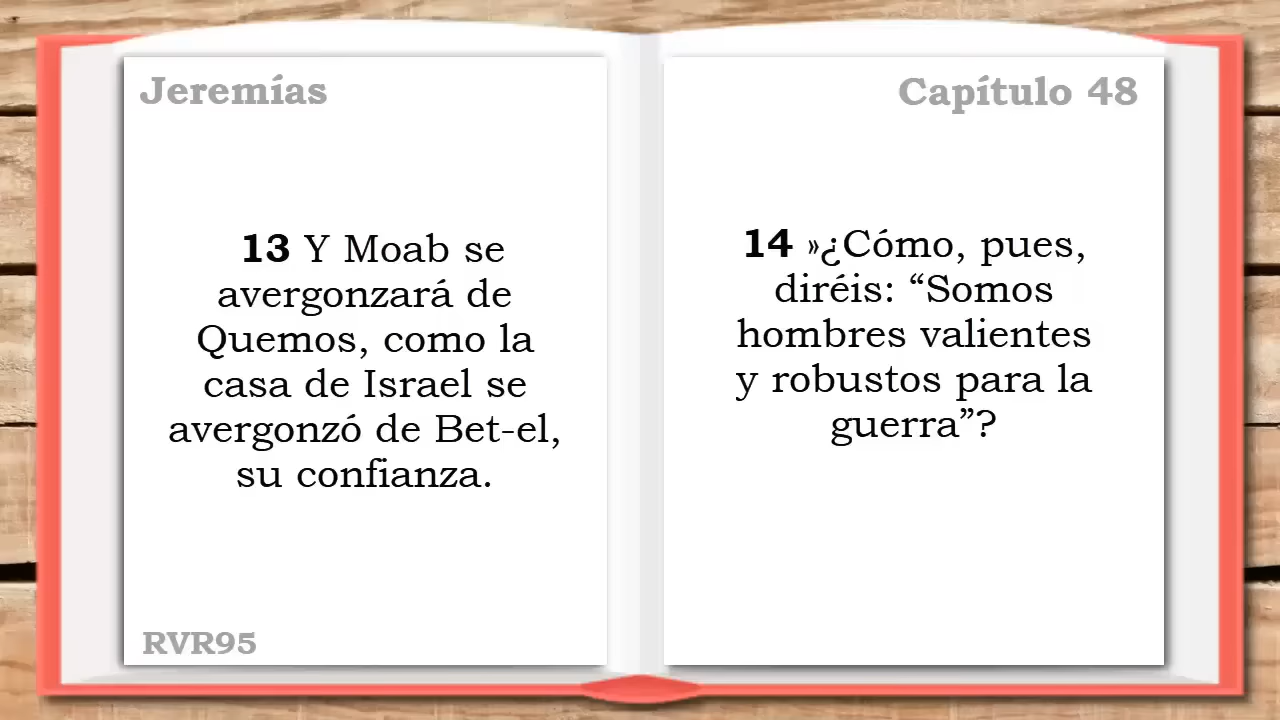 Jeremías
13 Y Moab se
avergonzará de
Quemos, como la
casa de Israel se
avergonzó de Bet-el,
su confianza.
RVR95
Capítulo 48
14 »¿Cómo, pues,
diréis: “Somos
hombres valientes
y robustos para la
guerra”?